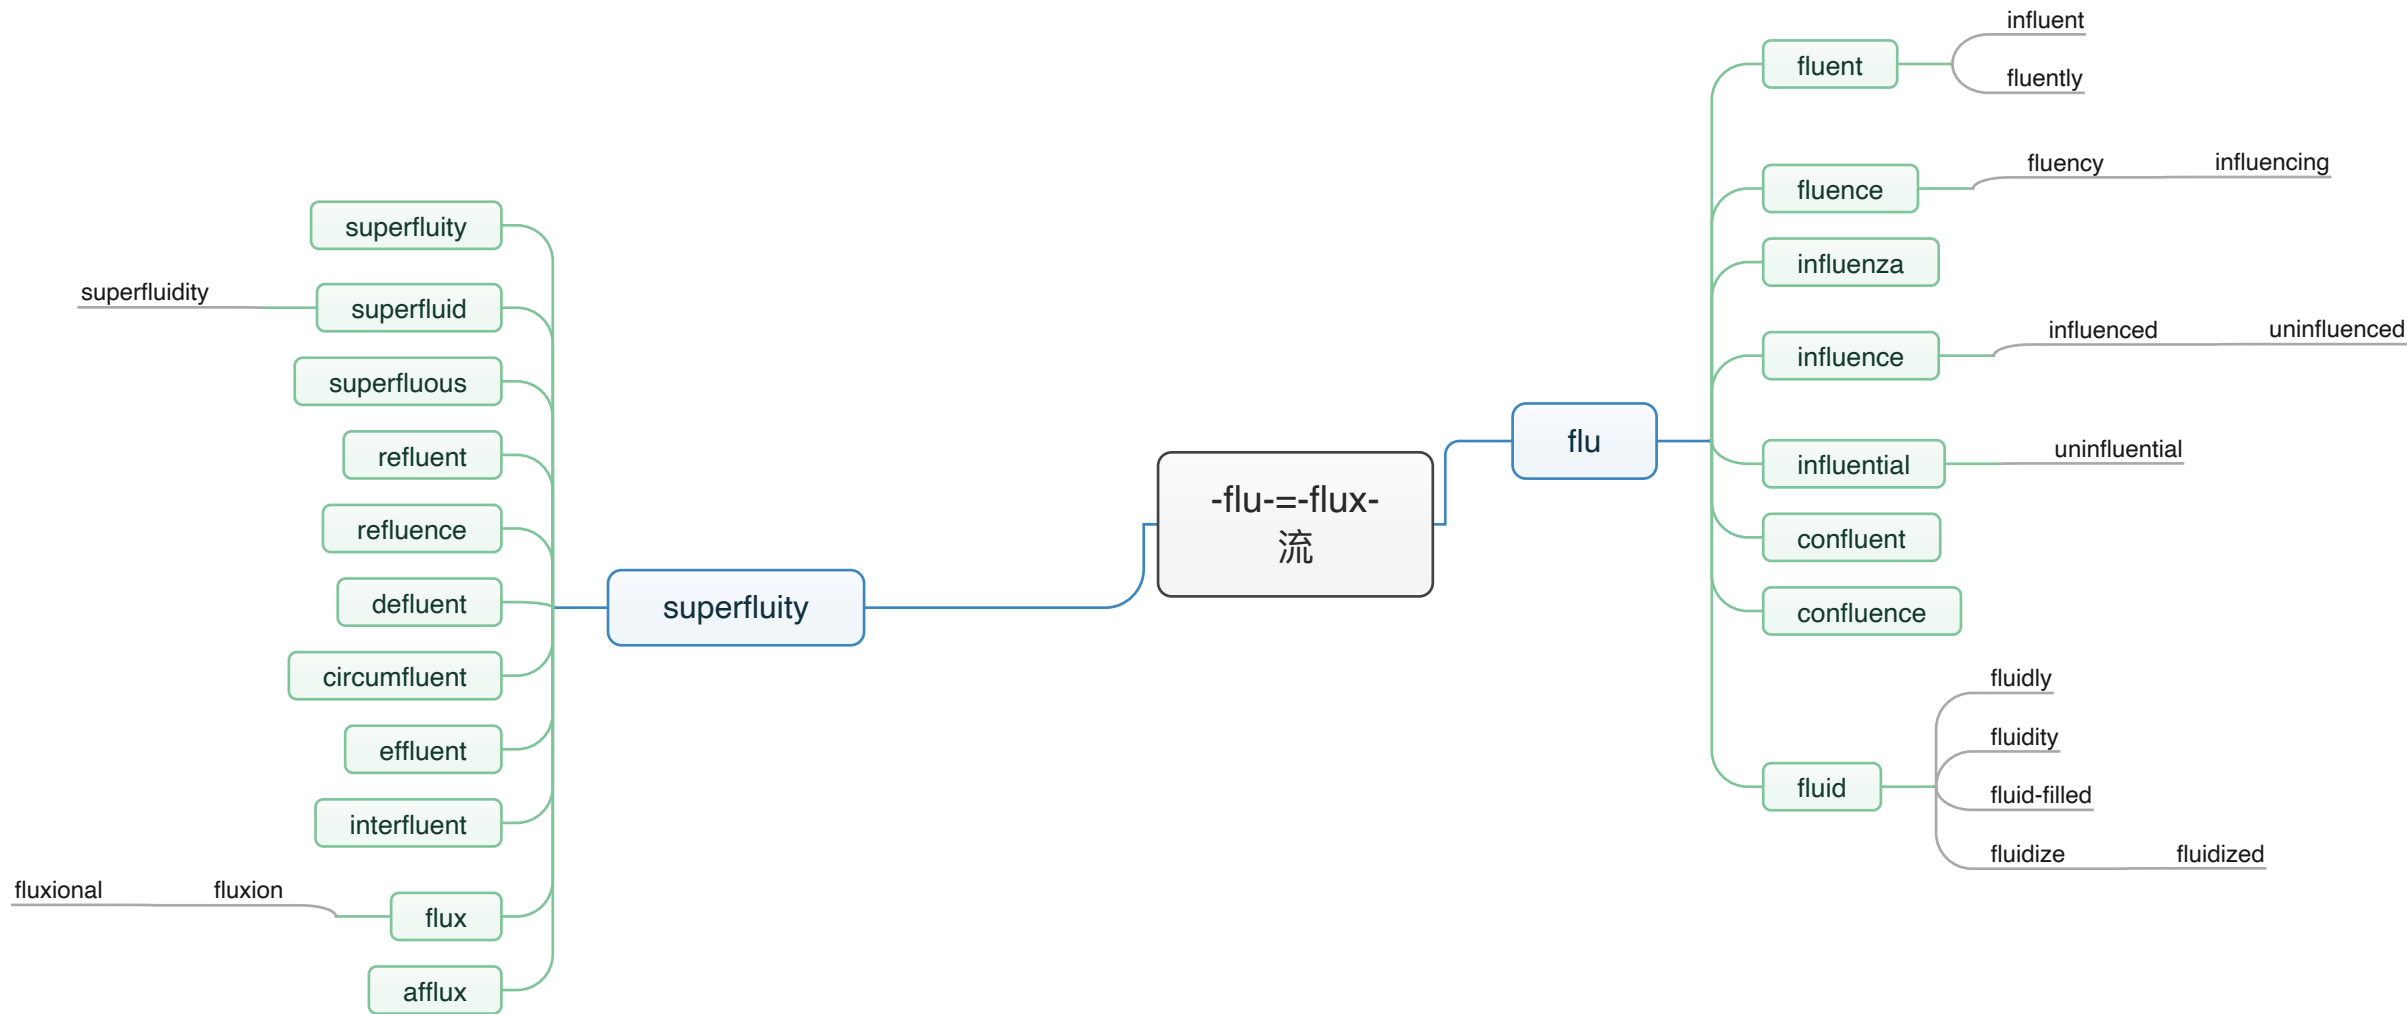 -flu-=-flux-
流
flu
fluent
influent
fluently
fluence
fluency
influencing
influenza
influence
influenced
uninfluenced
influential
uninfluential
confluent
confluence
fluid
fluidly
fluidity
fluid-filled
fluidize
fluidized
superfluity
superfluity
superfluid
superfluidity
superfluous
refluent
refluence
defluent
circumfluent
effluent
interfluent
flux
fluxion
fluxional
afflux